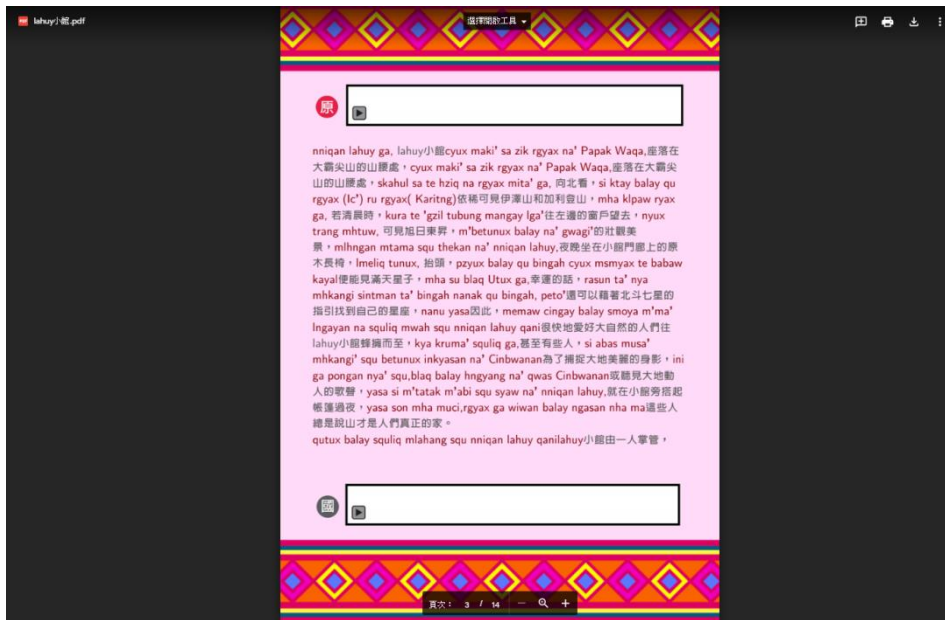 lahuy小館.pdf
選擇開啟工具
原
nniqan lahuy ga, lahuy小館cyux maki' sa zik rgyax na' Papak Waqa,座落在
大霸尖山的山腰處，cyux maki' sa zik rgyax na' Papak Waqa,座落在大霸尖
山的山腰處，skahul sa te hziq na rgyax mita' ga, 向北看，si ktay balay qu
rgyax (Ic') ru rgyax( Karitng)依稀可見伊澤山和加利登山，mha klpaw ryax
ga, 若清晨時，kura te 'gzil tubung mangay lga'往左邊的窗戶望去，nyux
trang mhtuw, 可見旭日東昇，m'betunux balay na' gwagi'的壯觀美
景，mlhngan mtama squ thekan na' nniqan lahuy,夜晚坐在小館門廊上的原
木長椅，lmeliq tunux, 抬頭，pzyux balay qu bingah cyux msmyax te babaw
kayal便能見滿天星子，mha su blaq Utux ga,幸運的話，rasun ta' nya
mhkangi sintman ta' bingah nanak qu bingah, peto'還可以藉著北斗七星的
指引找到自己的星座，nanu yasa因此，memaw cingay balay smoya m'ma'
lngayan na squliq mwah squ nniqan lahuy qani很快地愛好大自然的人們往
lahuy小館蜂擁而至，kya kruma' squliq ga,甚至有些人，si abas musa'
mhkangi' squ betunux inkyasan na' Cinbwanan為了捕捉大地美麗的身影，ini
ga pongan nya' squ,blaq balay hngyang na' qwas Cinbwanan或聽見大地動
人的歌聲，yasa si m'tatak m'abi squ syaw na' nniqan lahuy,就在小館旁搭起
帳篷過夜，yasa son mha muci,rgyax ga wiwan balay ngasan nha ma這些人
總是說山才是人們真正的家。
qutux balay squliq mlahang squ nniqan lahuy qanilahuy小館由一人掌管，
國
頁次： 3 / 14